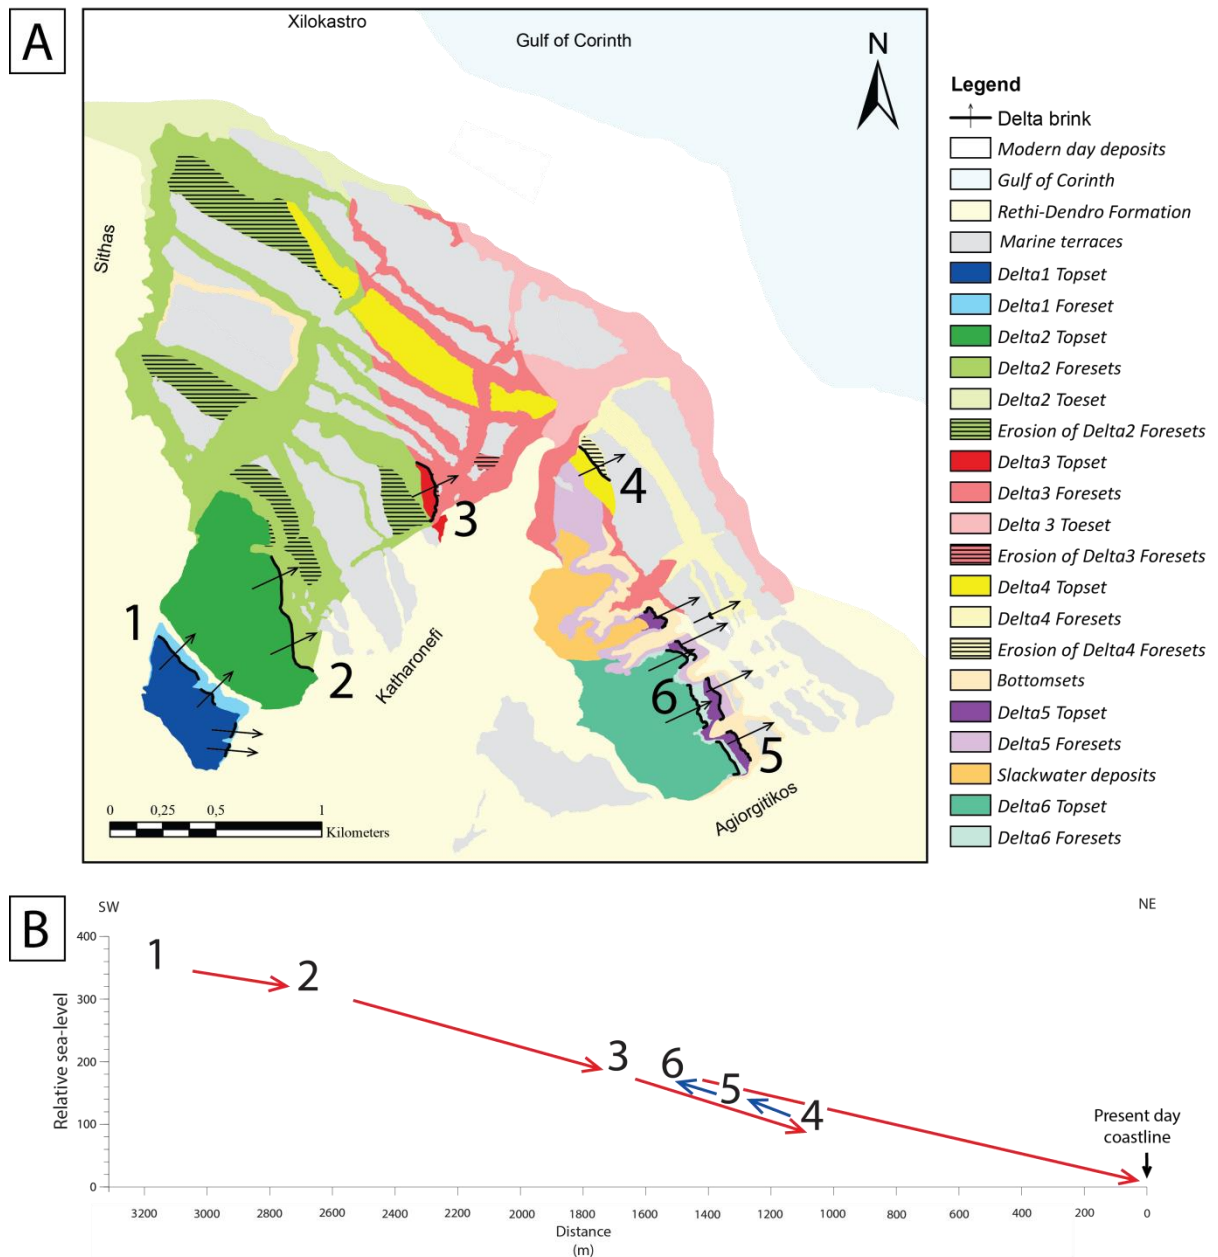 A
Xilokastro
Gulf of Corinth
N
Sithas
1
2
3
4
5
6
Katharonefi
Agiorgitikos
0 0,25 0,5 1
Kilometers
Legend
Delta brink
Modern day deposits
Gulf of Corinth
Rethi-Dendro Formation
Marine terraces
Delta1 Topset
Delta1 Foreset
Delta2 Topset
Delta2 Foresets
Delta2 Toeset
Erosion of Delta2 Foresets
Delta3 Topset
Delta3 Foresets
Delta 3 Toeset
Erosion of Delta3 Foresets
Delta4 Topset
Delta4 Foresets
Erosion of Delta4 Foresets
Bottomsets
Delta5 Topset
Delta5 Foresets
Slackwater deposits
Delta6 Topset
Delta6 Foresets
B
SW
NE
Relative sea-level
400
300
200
100
0
1
2
3
6
5
4
Present day
coastline
3200 3000 2800 2600 2400 2200 2000 1800 1600 1400 1200 1000 800 600 400 200 0
Distance
(m)